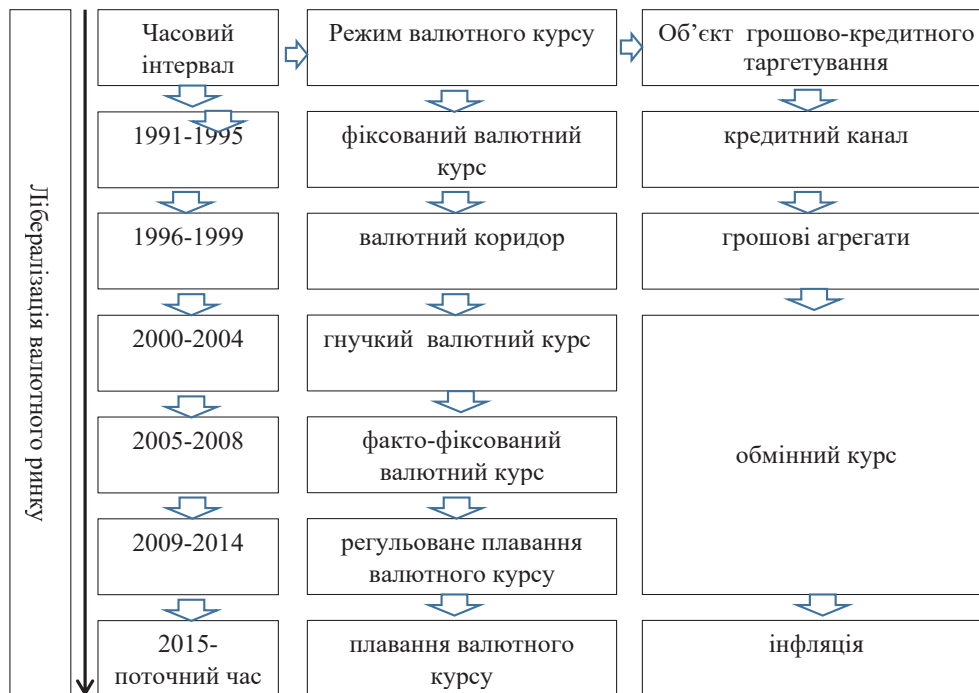 Лібералізація валютного ринку
Часовий
інтервал
Режим валютного курсу
Об’єкт грошово-кредитного
таргетування
1991-1995
фіксований валютний
курс
кредитний канал
1996-1999
валютний коридор
грошові агрегати
2000-2004
гнучкий валютний курс
2005-2008
факто-фіксований
валютний курс
обмінний курс
2009-2014
регульоване плавання
валютного курсу
2015-
поточний час
плавання валютного
курсу
інфляція